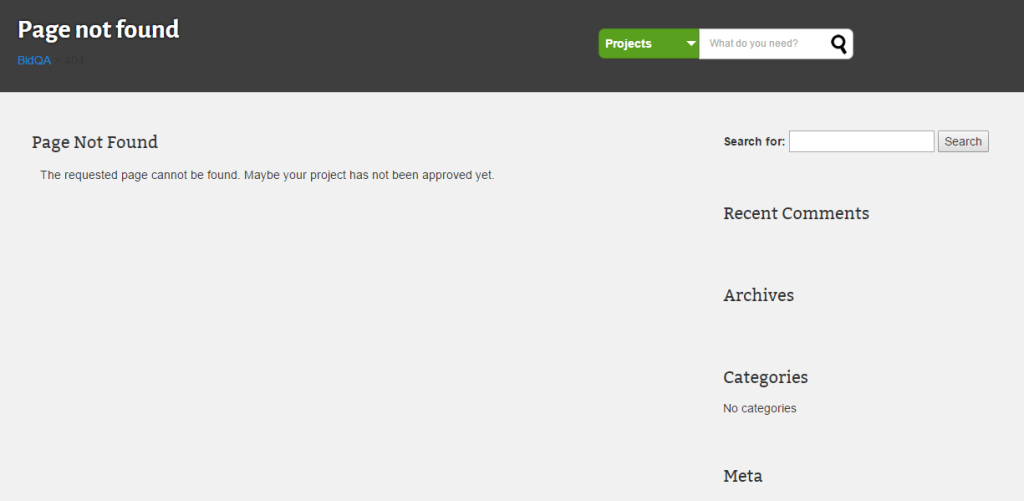 Page not found
BidQA > 404
Projects
What do you need?
Page Not Found
The requested page cannot be found. Maybe your project has not been approved yet.
Search for:
Search
Recent Comments
Archives
Categories
No categories
Meta